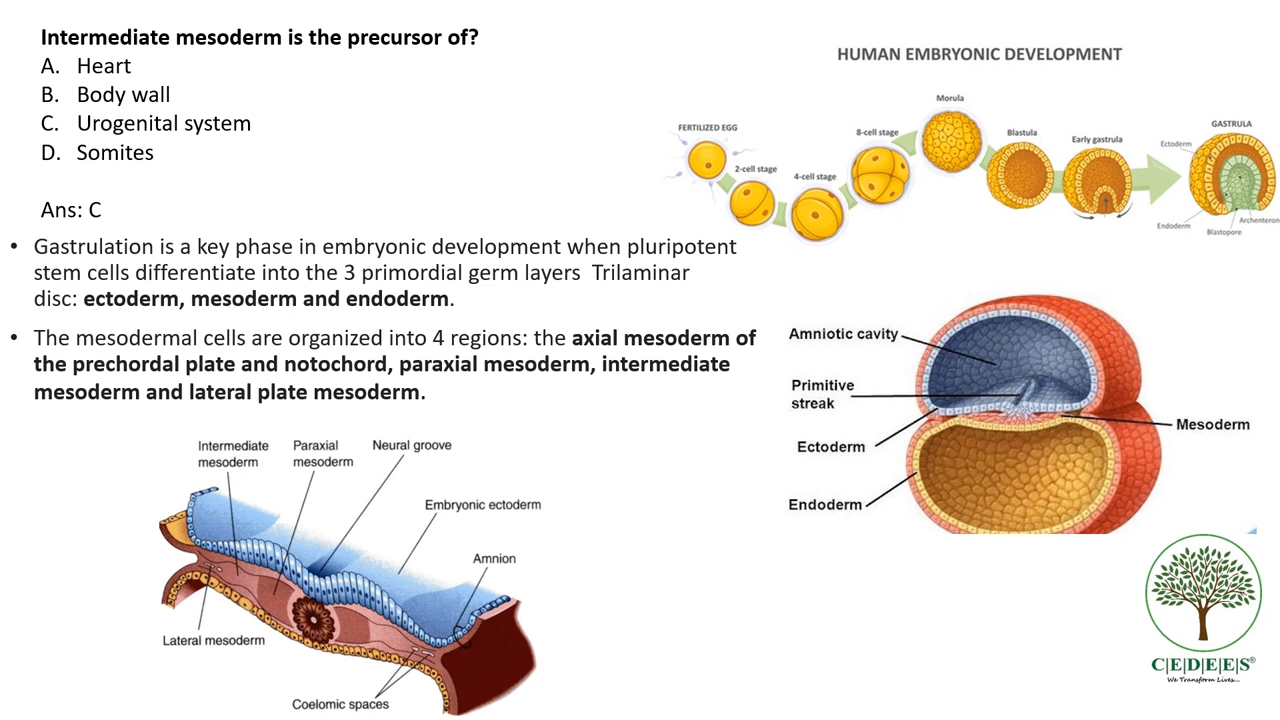 Intermediate mesoderm is the precursor of?
A. Heart
B. Body wall
C. Urogenital system
D. Somites
Ans: C
• Gastrulation is a key phase in embryonic development when pluripotent
stem cells differentiate into the 3 primordial germ layers  Trilaminar
disc: ectoderm, mesoderm and endoderm.
• The mesodermal cells are organized into 4 regions: the axial mesoderm of
the prechordal plate and notochord, paraxial mesoderm, intermediate
mesoderm and lateral plate mesoderm.
Intermediate
mesoderm
Paraxial
mesoderm
Neural groove
Embryonic ectoderm
Amnion
Lateral mesoderm
Coelomic spaces
HUMAN EMBRYONIC DEVELOPMENT
FERTILIZED EGG
2-cell stage
4-cell stage
8-cell stage
Morula
Blastula
Early gastrula
GASTRULA
Ectoderm
Endoderm
Blastopore
Archenteron
Amniotic cavity
Primitive
streak
Ectoderm
Endoderm
Mesoderm
C|E|D|E|E|S®
We Transform Lives...